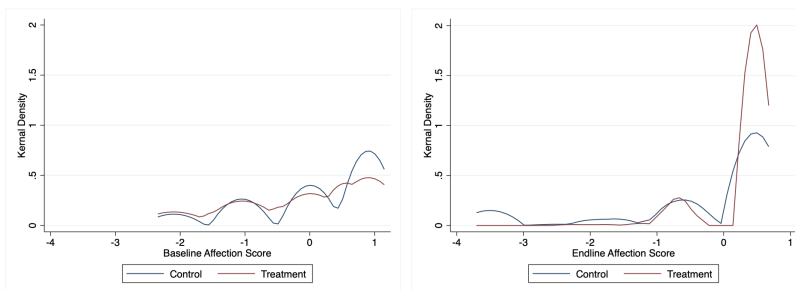 Kernal Density
2
1.5
1
.5
0
-4 -3 -2 -1 0 1
Baseline Affection Score
Control Treatment
Kernal Density
2
1.5
1
.5
0
-4 -3 -2 -1 0 1
Endline Affection Score
Control Treatment